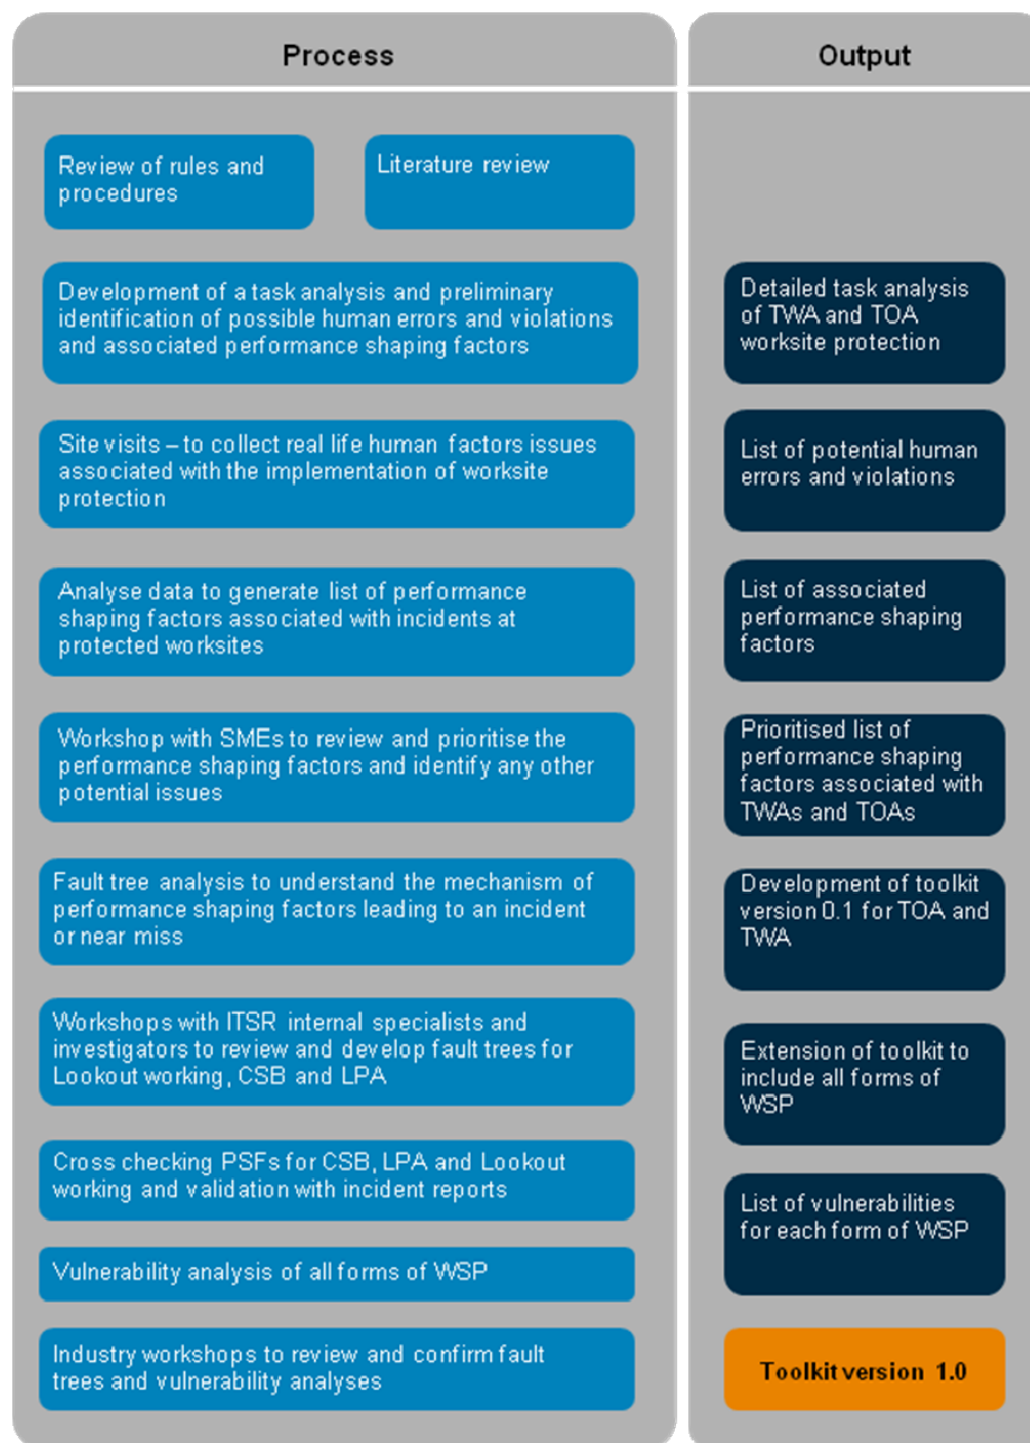 Process
Review of rules and
procedures
Literature review
Development of a task analysis and preliminary
identification of possible human errors and violations
and associated performance shaping factors
Site visits – to collect real life human factors issues
associated with the implementation of worksite
protection
Analyse data to generate list of performance
shaping factors associated with incidents at
protected worksites
Workshop with SMEs to review and prioritise the
performance shaping factors and identify any other
potential issues
Fault tree analysis to understand the mechanism of
performance shaping factors leading to an incident
or near miss
Workshops with ITSR internal specialists and
investigators to review and develop fault trees for
Lookout working, CSB and LPA
Cross checking PSFs for CSB, LPA and Lookout
working and validation with incident reports
Vulnerability analysis of all forms of WSP
Industry workshops to review and confirm fault
trees and vulnerability analyses
Output
Detailed task analysis
of TWA and TOA
worksite protection
List of potential human
errors and violations
List of associated
performance shaping
factors
Prioritised list of
performance shaping
factors associated with
TWAs and TOAs
Development of toolkit
version 0.1 for TOA and
TWA
Extension of toolkit to
include all forms of
WSP
List of vulnerabilities
for each form of WSP
Toolkit version 1.0